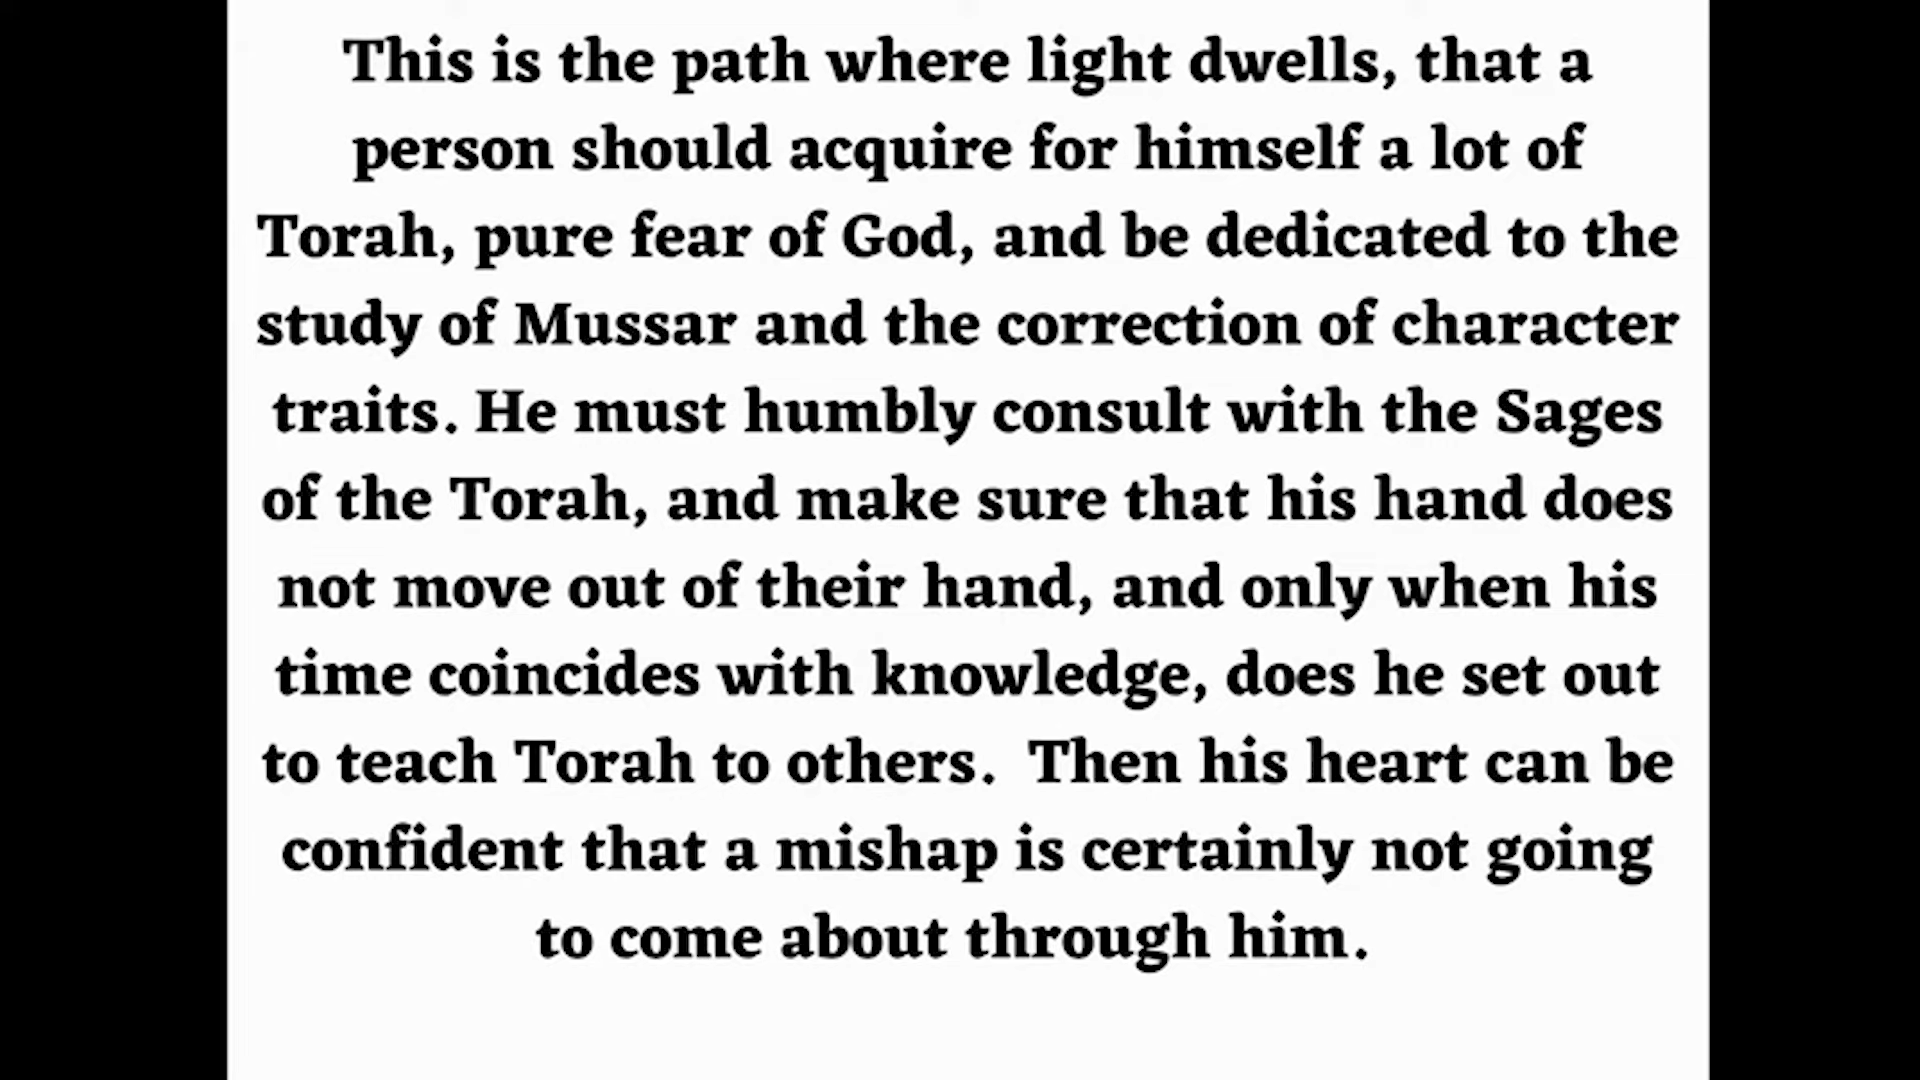 This is the path where light dwells, that a
person should acquire for himself a lot of
Torah, pure fear of God, and be dedicated to the
study of Mussar and the correction of character
traits. He must humbly consult with the Sages
of the Torah, and make sure that his hand does
not move out of their hand, and only when his
time coincides with knowledge, does he set out
to teach Torah to others.  Then his heart can be
confident that a mishap is certainly not going
to come about through him.